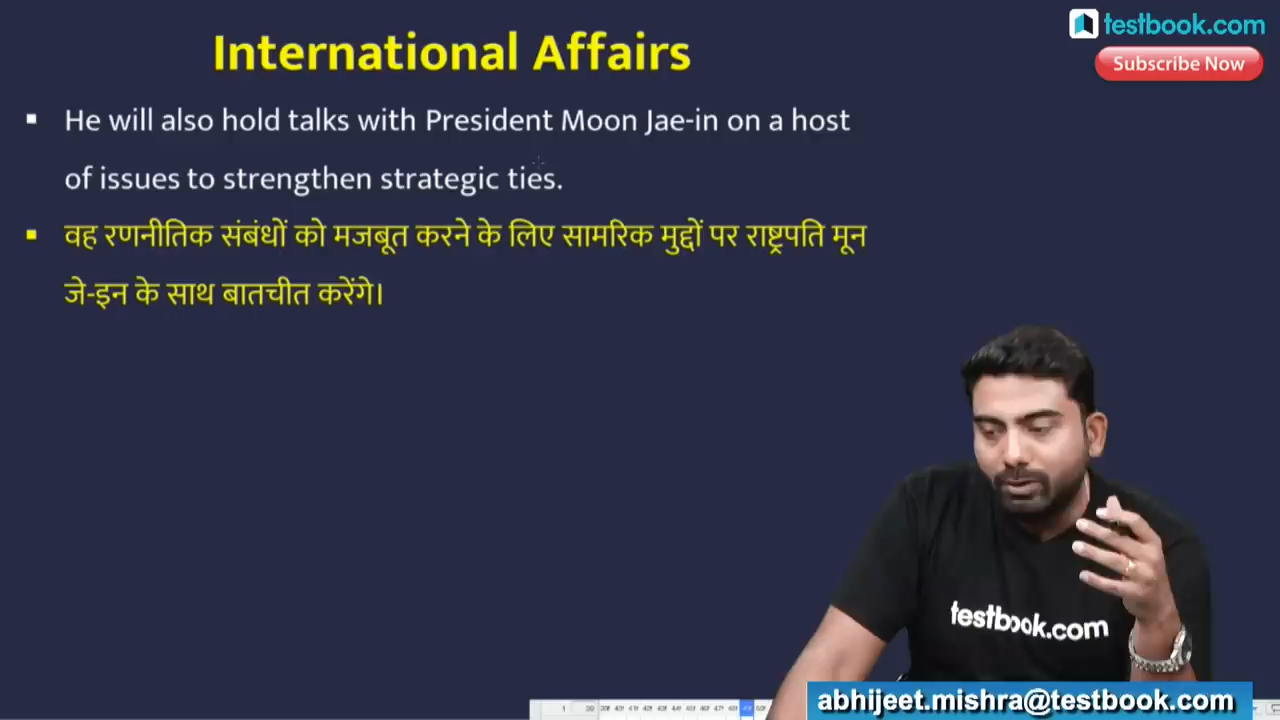 International Affairs
testbook.com
Subscribe Now
▪ He will also hold talks with President Moon Jae-in on a host
of issues to strengthen strategic ties.
▪ वह रणनीतिक संबंधों को मजबूत करने के लिए सामरिक मुद्दों पर राष्ट्रपति मून
जे-इन के साथ बातचीत करेंगे।
testbook.com
abhijeet.mishra@testbook.com